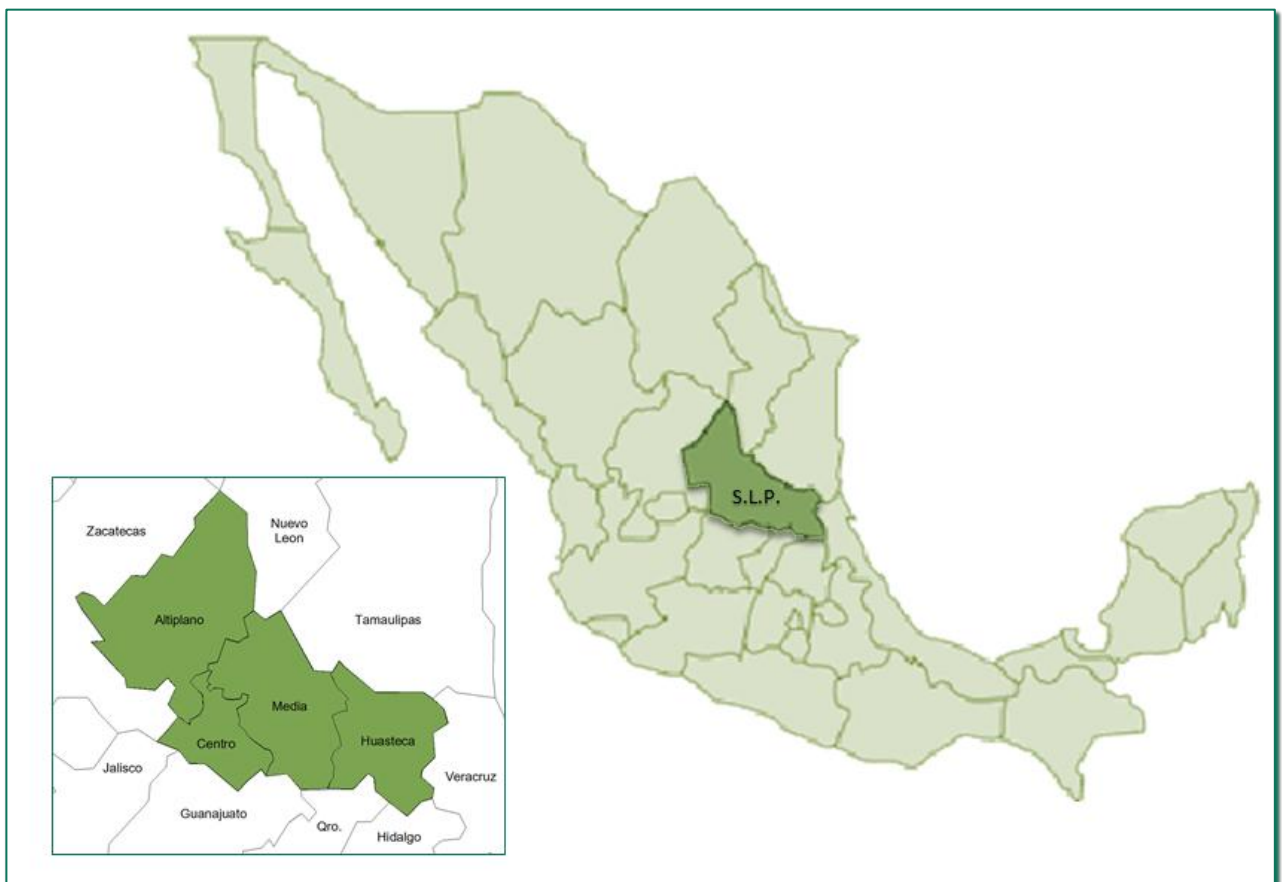 S.L.P.
Zacatecas
Nuevo
Leon
Altiplano
Tamaulipas
Media
Centro
Huasteca
Jalisco
Veracruz
Guanajuato
Qro.
Hidalgo